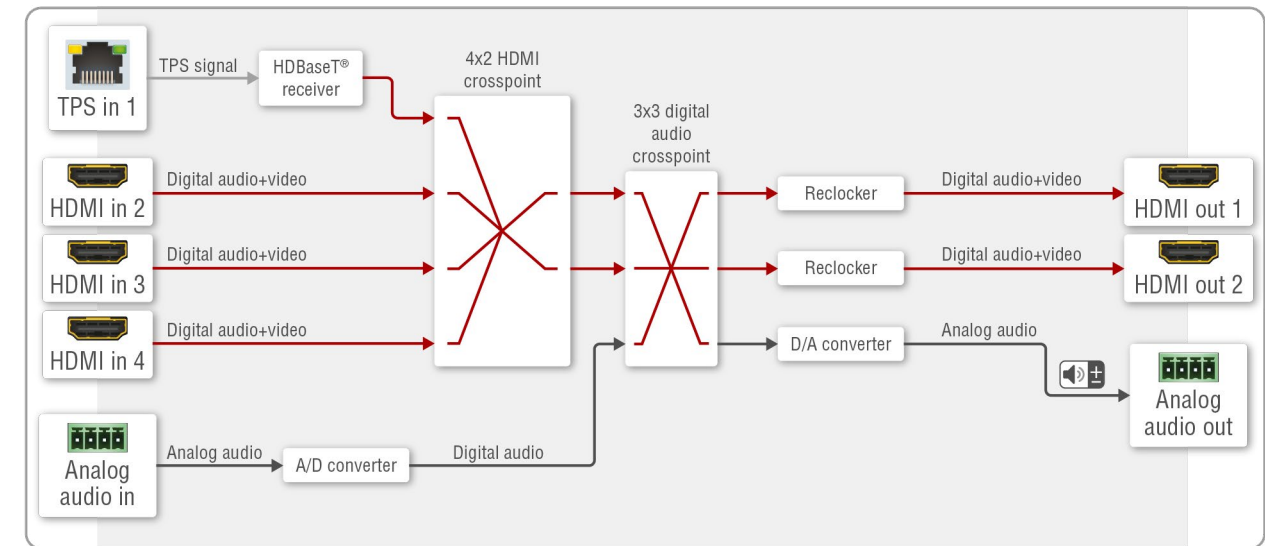 TPS in 1
TPS signal
HDBaseT®
receiver
4x2 HDMI
crosspoint
3x3 digital
audio
crosspoint
HDMI in 2
Digital audio+video
HDMI in 3
Digital audio+video
HDMI in 4
Digital audio+video
Analog
audio in
Analog audio
A/D converter
Digital audio
Reclocker
Digital audio+video
HDMI out 1
Reclocker
Digital audio+video
HDMI out 2
D/A converter
Analog audio
Analog
audio out